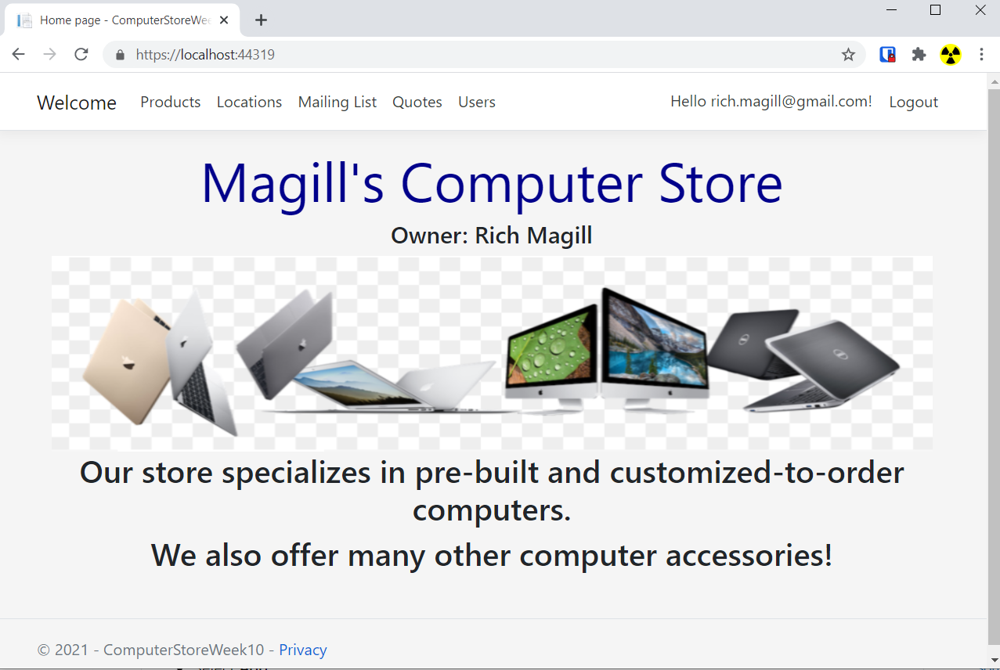 Home page - ComputerStoreWee
https://localhost:44319
Welcome Products Locations Mailing List Quotes Users Hello rich.magill@gmail.com! Logout
Magill's Computer Store
Owner: Rich Magill
Our store specializes in pre-built and customized-to-order
computers.
We also offer many other computer accessories!
© 2021 - ComputerStoreWeek10 - Privacy